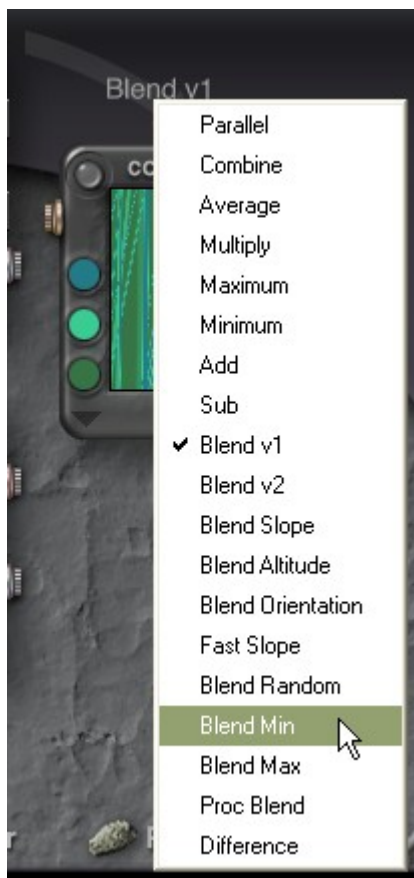 Blend v1
Parallel
Combine
Average
Multiply
Maximum
Minimum
Add
Sub
✔ Blend v1
Blend v2
Blend Slope
Blend Altitude
Blend Orientation
Fast Slope
Blend Random
Blend Min
Blend Max
Proc Blend
Difference